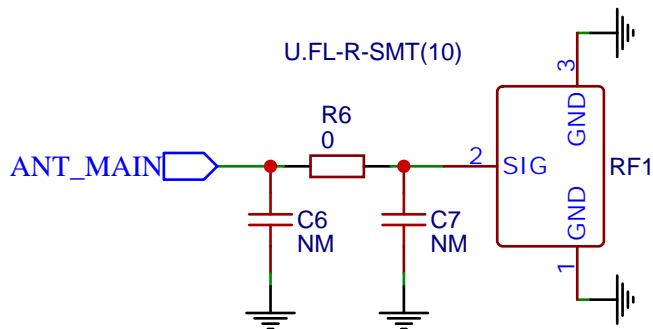 U.FL-R-SMT(10)
R6
0
ANT_MAIN
2
SIG
3
GND
GND
1
RF1
C6
NM
C7
NM